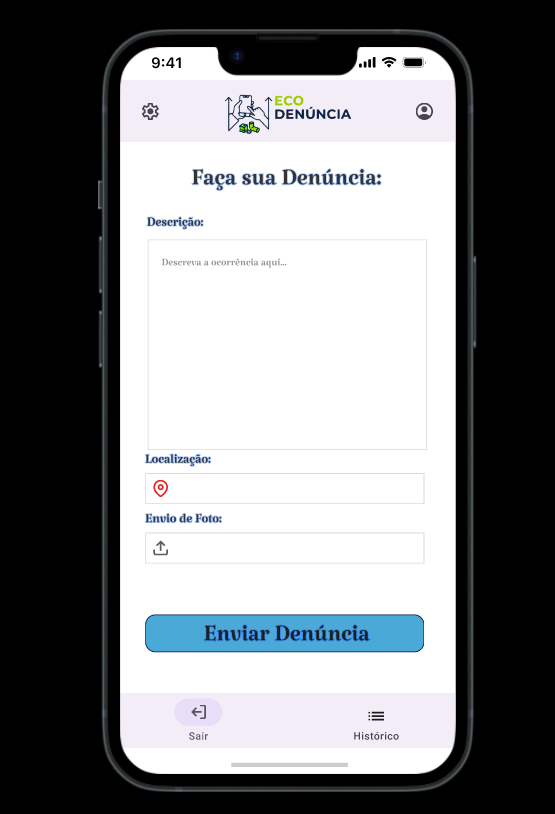 9:41
ECO
DENÚNCIA
Faça sua Denúncia:
Descrição:
Descreva a ocorrência aqui...
Localização:
Envio de Foto:
Enviar Denúncia
Sair
Histórico